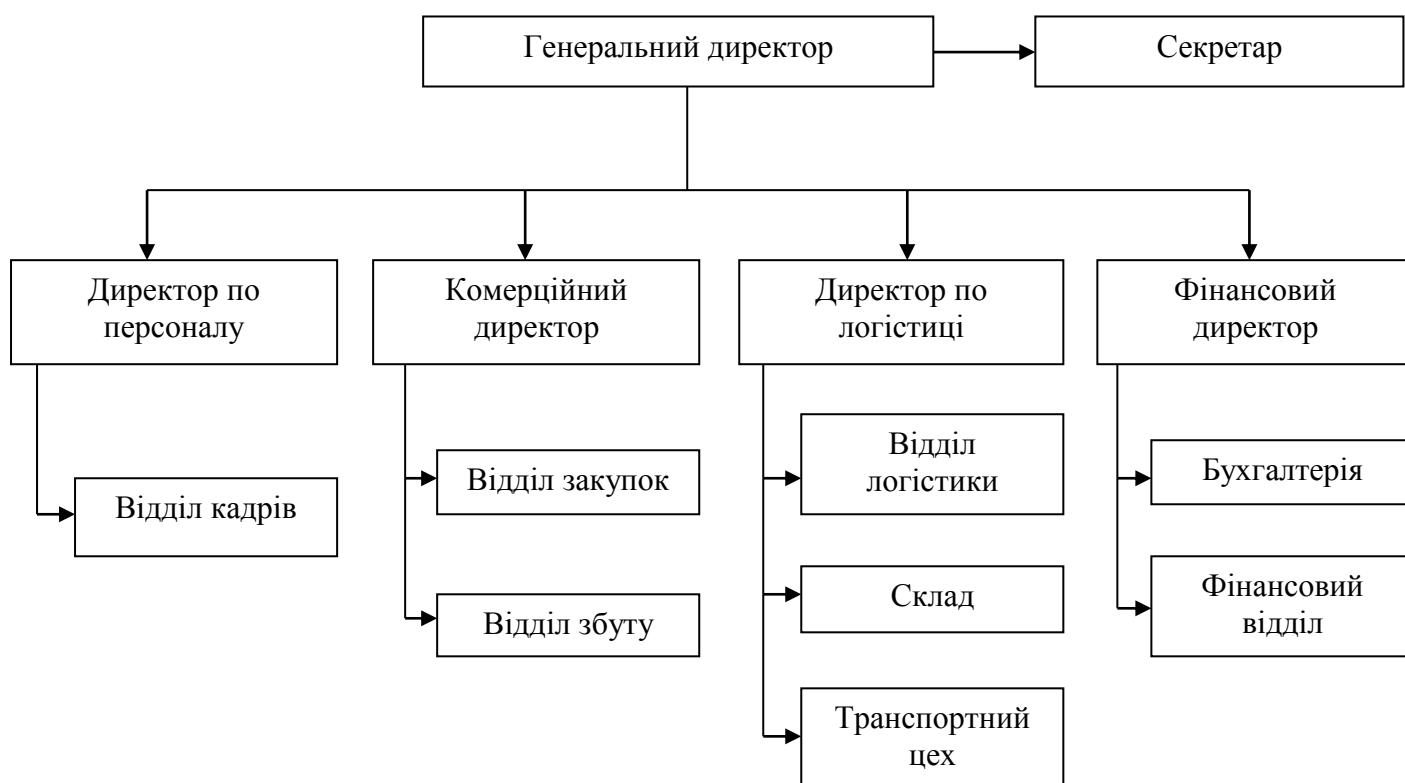 Генеральний директор
Секретар
Директор по
персоналу
Комерційний
директор
Директор по
логістиці
Фінансовий
директор
Відділ кадрів
Відділ закупок
Відділ збуту
Відділ
логістики
Склад
Транспортний
цех
Бухгалтерія
Фінансовий
відділ